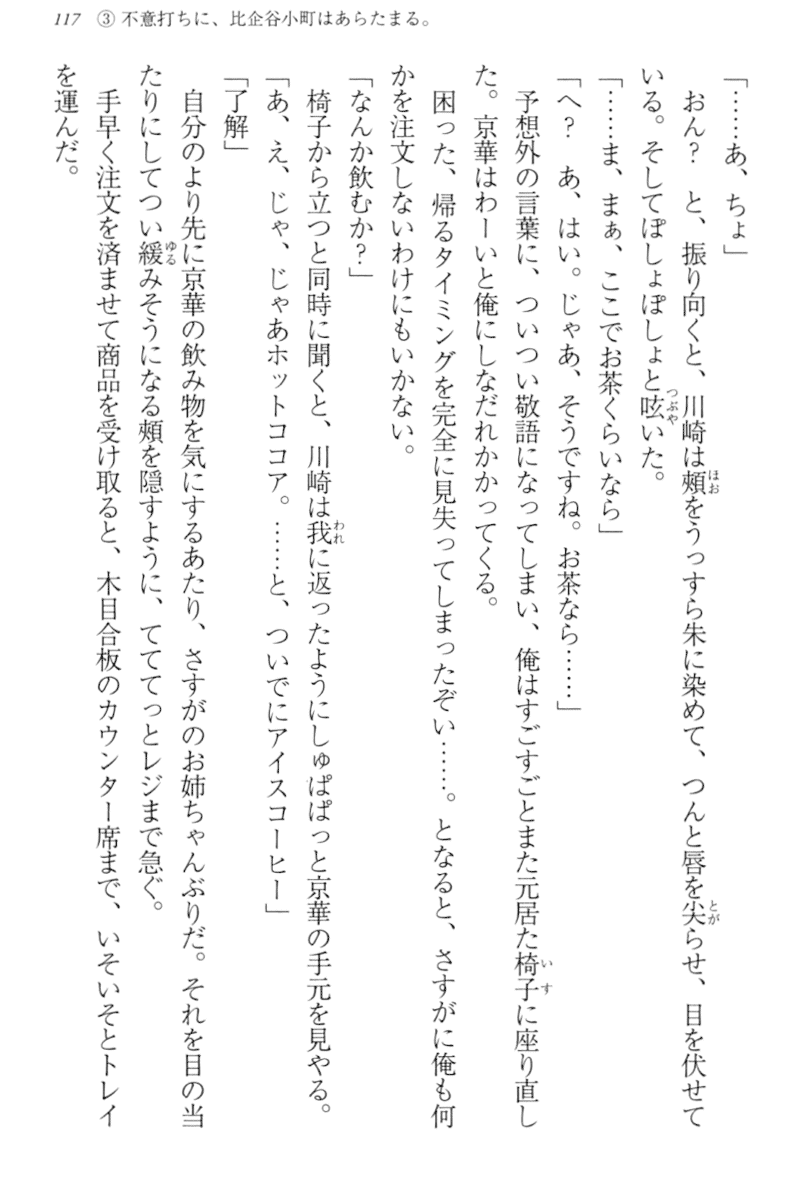 117　③ 不意打ちに、比企谷小町はあらたまる。
「……あ、ちょ」
　おん？　と、振り向くと、川崎は頰をうっすら朱に染めて、つんと唇を尖らせ、目を伏せて
いる。そしてぽしょぽしょと呟いた。
「……ま、まぁ、ここでお茶くらいなら」
「へ？　あ、はい。じゃあ、そうですね。お茶なら……」
　予想外の言葉に、ついつい敬語になってしまい、俺はすごすごとまた元居た椅子に座り直し
た。京華はわーいと俺にしなだれかかってくる。
　困った、帰るタイミングを完全に見失ってしまったぞい……。となると、さすがに俺も何
かを注文しないわけにもいかない。
「なんか飲むか？」
　椅子から立つと同時に聞くと、川崎は我に返ったようにしゅぱぱっと京華の手元を見やる。
「あ、え、じゃ、じゃあホットココア。……と、ついでにアイスコーヒー」
「了解」
　自分のより先に京華の飲み物を気にするあたり、さすがのお姉ちゃんぶりだ。それを目の当
たりにしてつい緩みそうになる頰を隠すように、てててっとレジまで急ぐ。
　手早く注文を済ませて商品を受け取ると、木目合板のカウンター席まで、いそいそとトレイ
を運んだ。